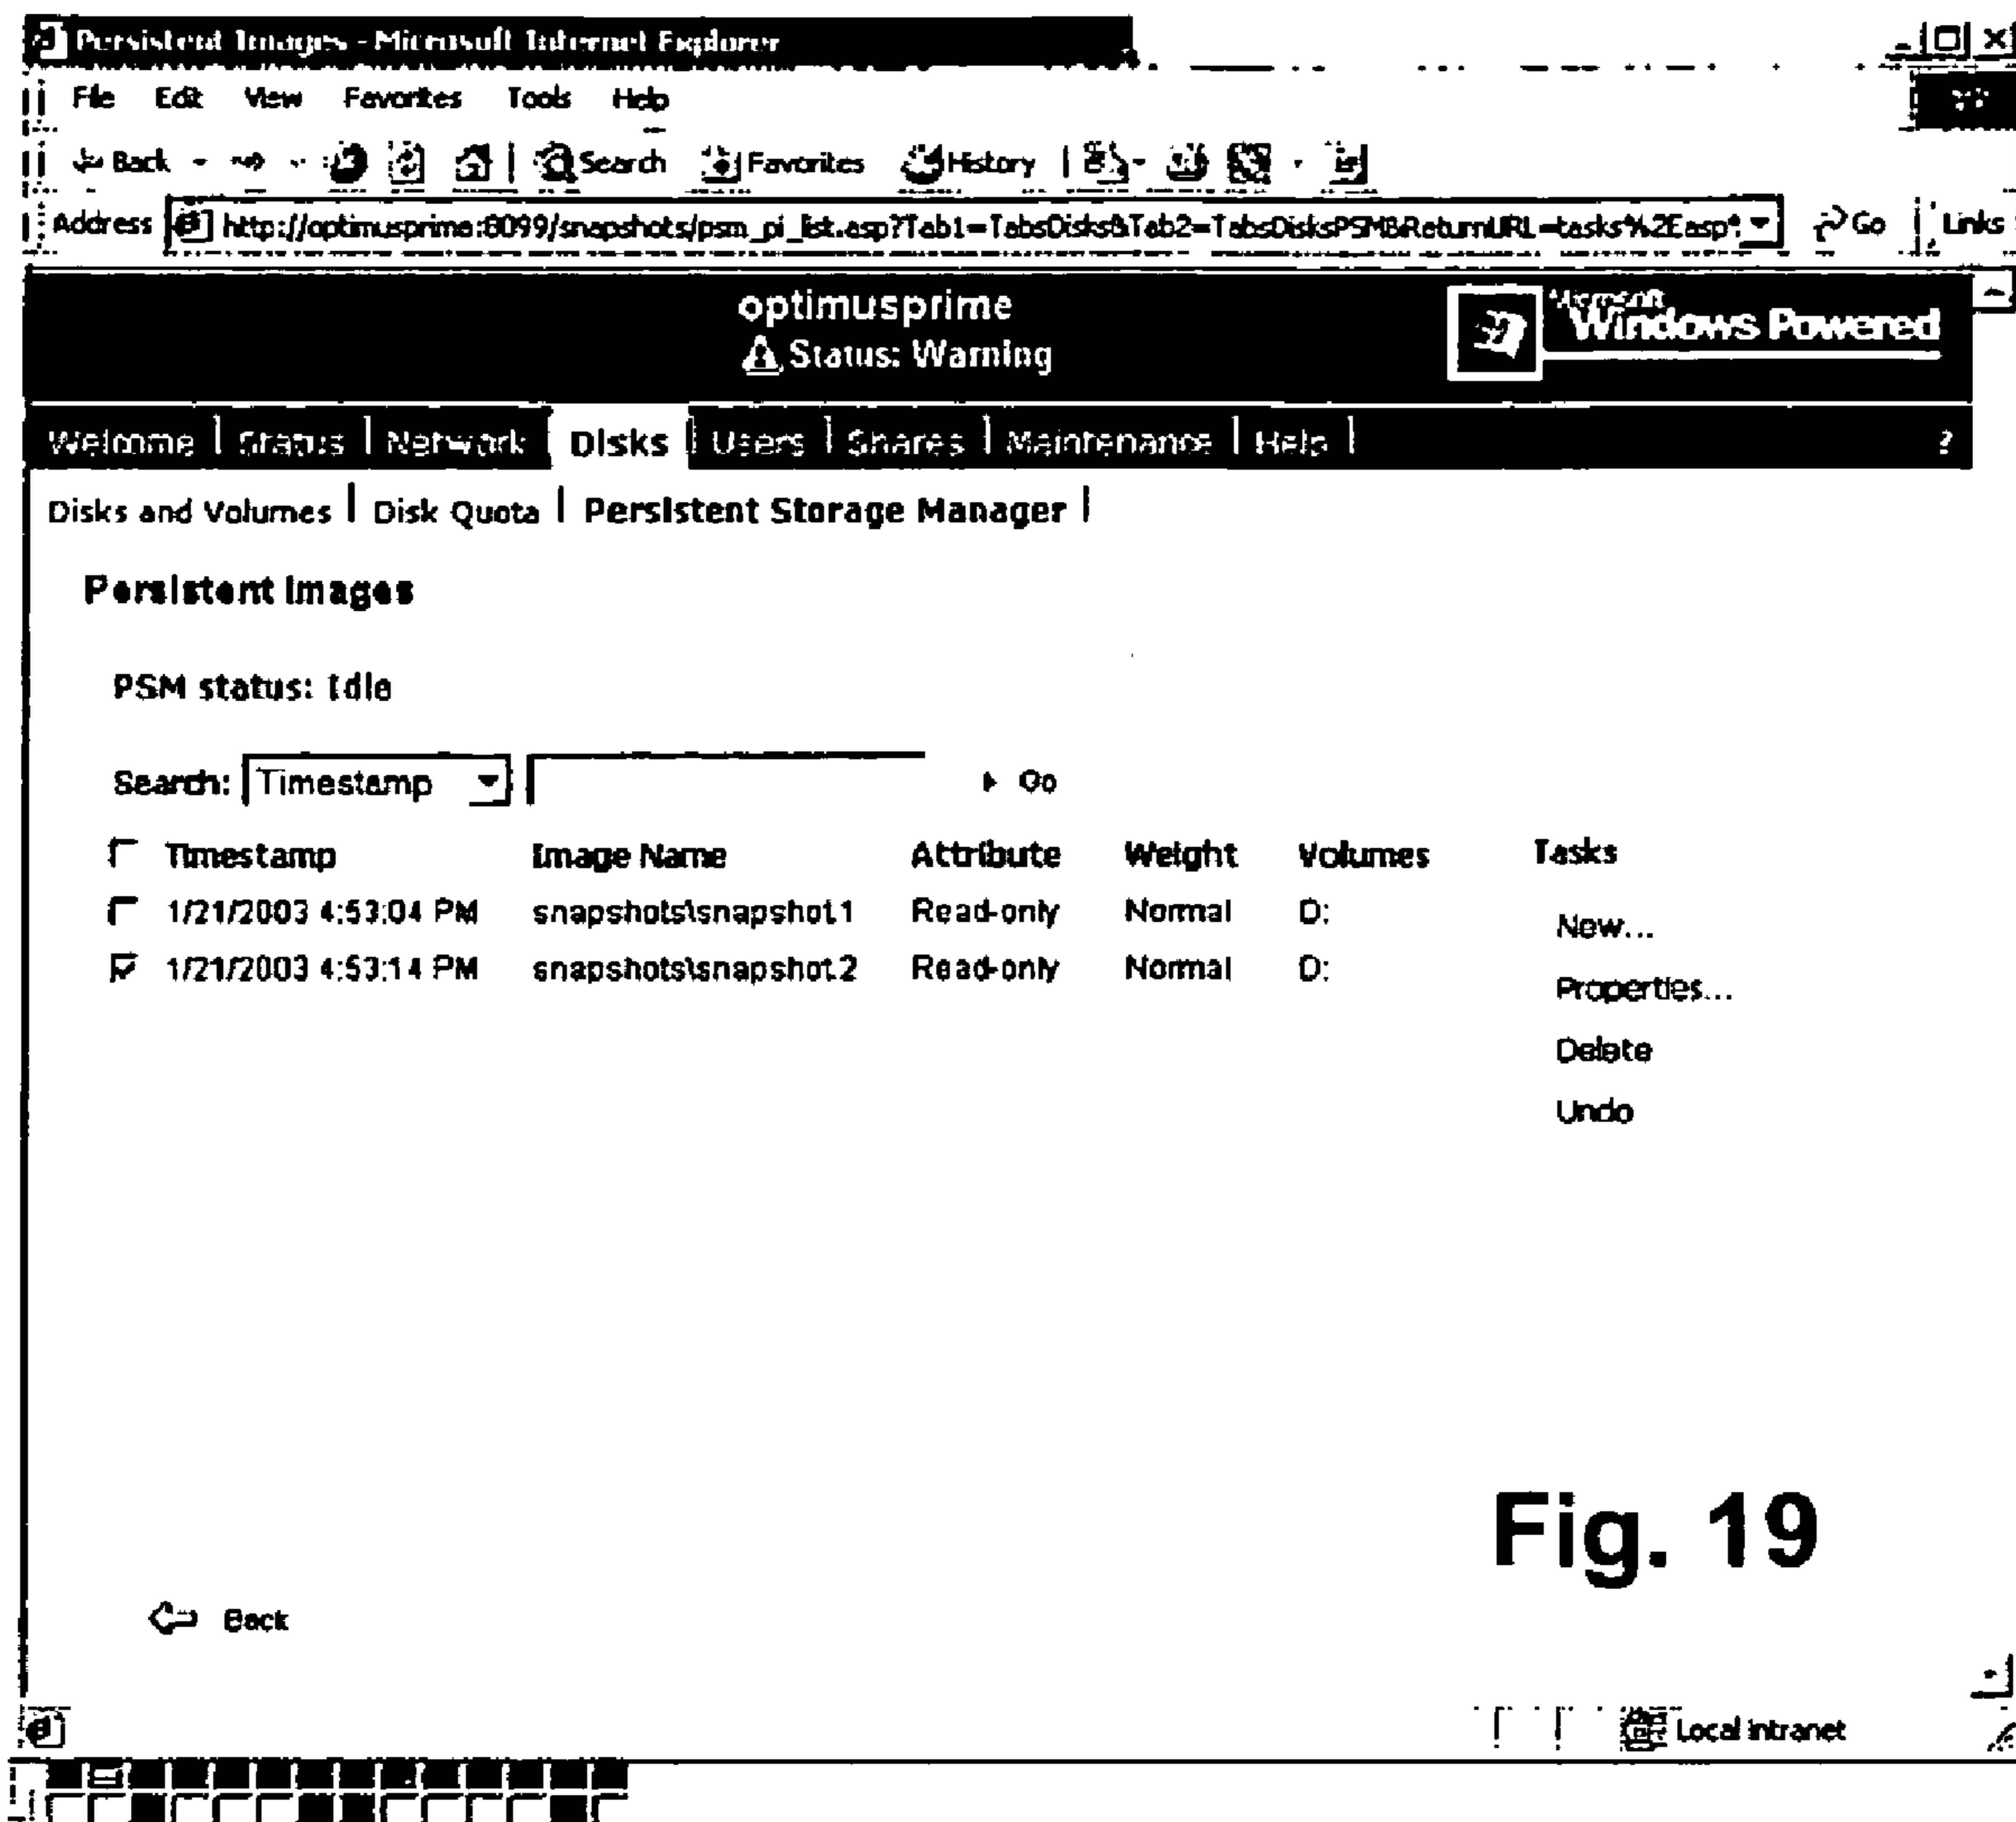 Persistent Images - Microsoft Internet Explorer
File Edit View Favorites Tools Help
Back Search Favorites History
Address http://optimusprime:8099/snapshots/psm_pi_list.asp?Tab1=TabsDisks&Tab2=TabsDisksPSM&ReturnURL=tasks%2Easp Go Links
optimusprime
Status: Warning
Microsoft
Windows Powered
Welcome | Status | Network | Disks | Users | Shares | Maintenance | Help | ?
Disks and Volumes | Disk Quota | Persistent Storage Manager |
Persistent Images
PSM status: Idle
Search: Timestamp Go
Timestamp Image Name Attribute Weight Volumes Tasks
1/21/2003 4:53:04 PM snapshots\snapshot.1 Read-only Normal D:
New...
1/21/2003 4:53:14 PM snapshots\snapshot.2 Read-only Normal D:
Properties...
Delete
Undo
Fig. 19
Back
Local intranet